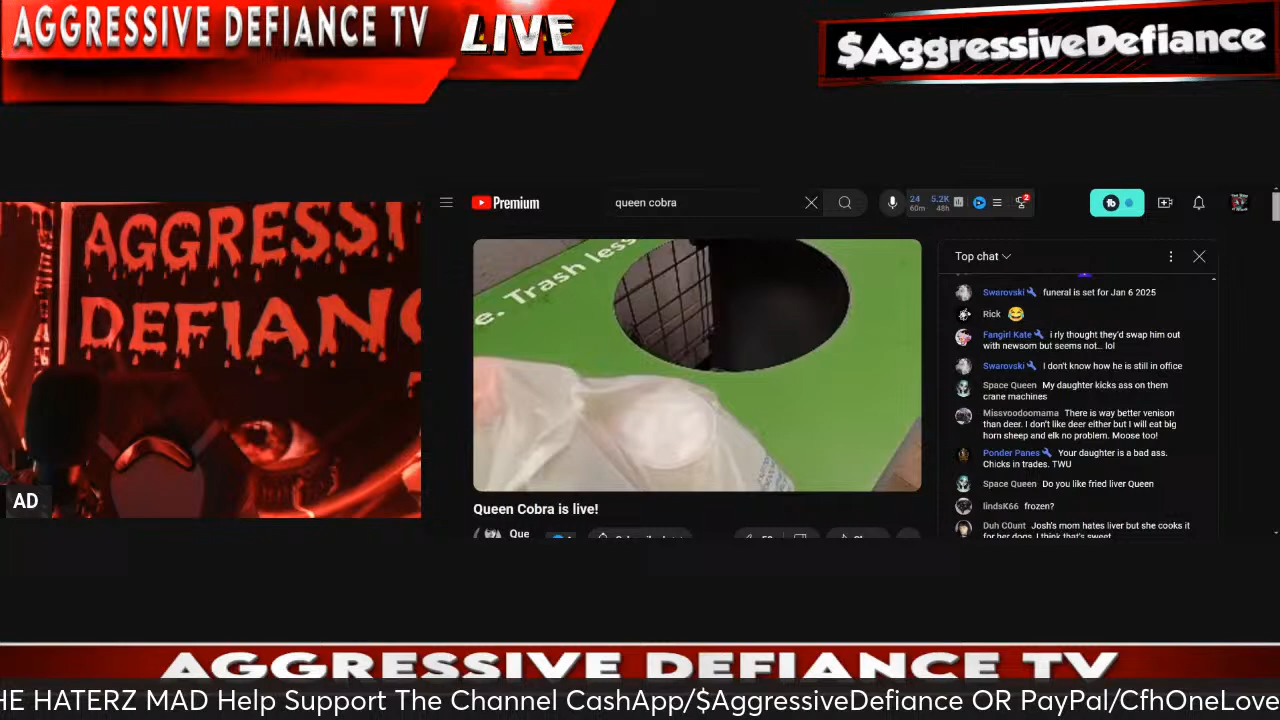 AGGRESSIVE DEFIANCE TV
LIVE
$AggressiveDefiance
AGGRESSI
DEFIANC
AD
Premium
queen cobra
24
60m
5.2K
48h
2
e. Trash less
Queen Cobra is live!
Que
Top chat
Swarovski funeral is set for Jan 6 2025
Rick 😂
Fangirl Kate i rly thought they'd swap him out
with newsom but seems not... lol
Swarovski I don't know how he is still in office
Space Queen My daughter kicks ass on them
crane machines
Missvoodoomama There is way better venison
than deer. I don't like deer either but I will eat big
horn sheep and elk no problem. Moose too!
Ponder Panes Your daughter is a bad ass.
Chicks in trades. TWU
Space Queen Do you like fried liver Queen
lindsK66 frozen?
Duh C0unt Josh's mom hates liver but she cooks it
for her dogs. I think that's sweet
AGGRESSIVE DEFIANCE TV
HE HATERZ MAD Help Support The Channel CashApp/$AggressiveDefiance OR PayPal/CfhOneLove